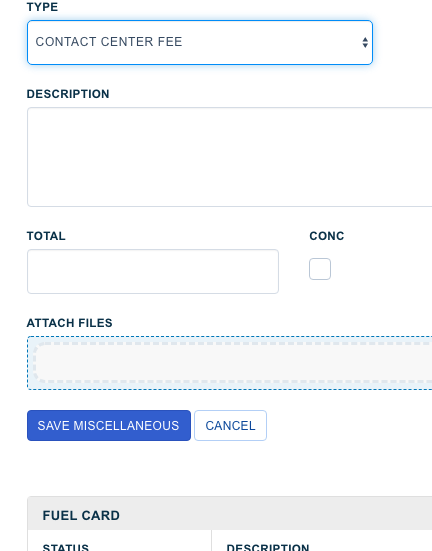 TYPE
CONTACT CENTER FEE
DESCRIPTION
TOTAL CONC
ATTACH FILES
SAVE MISCELLANEOUS CANCEL
FUEL CARD
STATUS DESCRIPTION